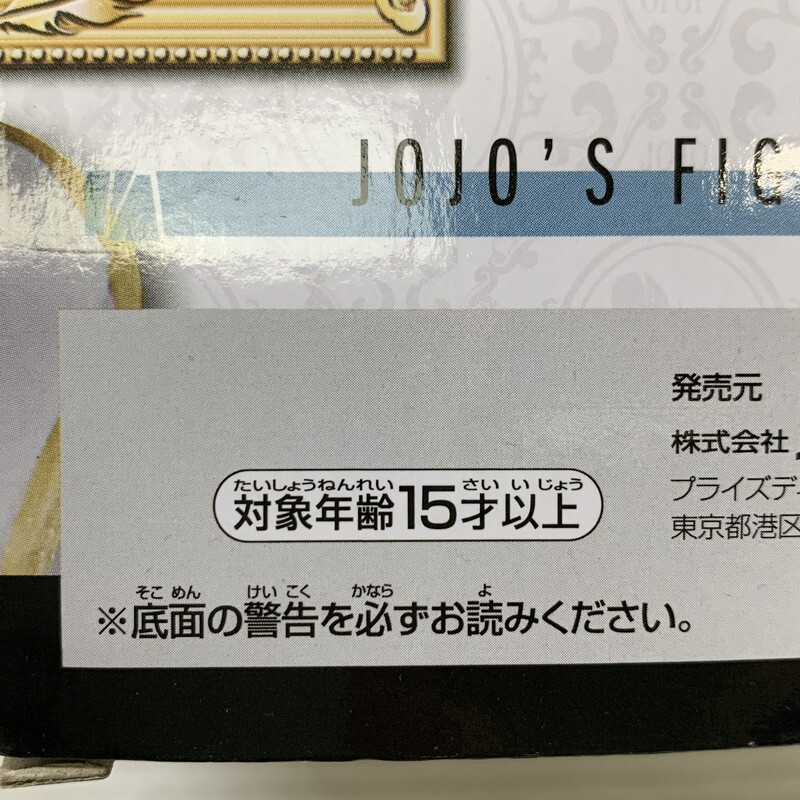 JOJO'S FIG
発売元
株式会社
プライズデ
東京都港区
たいしょうねんれい さい い じょう
対象年齢15才以上
そこ めん けい こく かなら よ
※底面の警告を必ずお読みください。